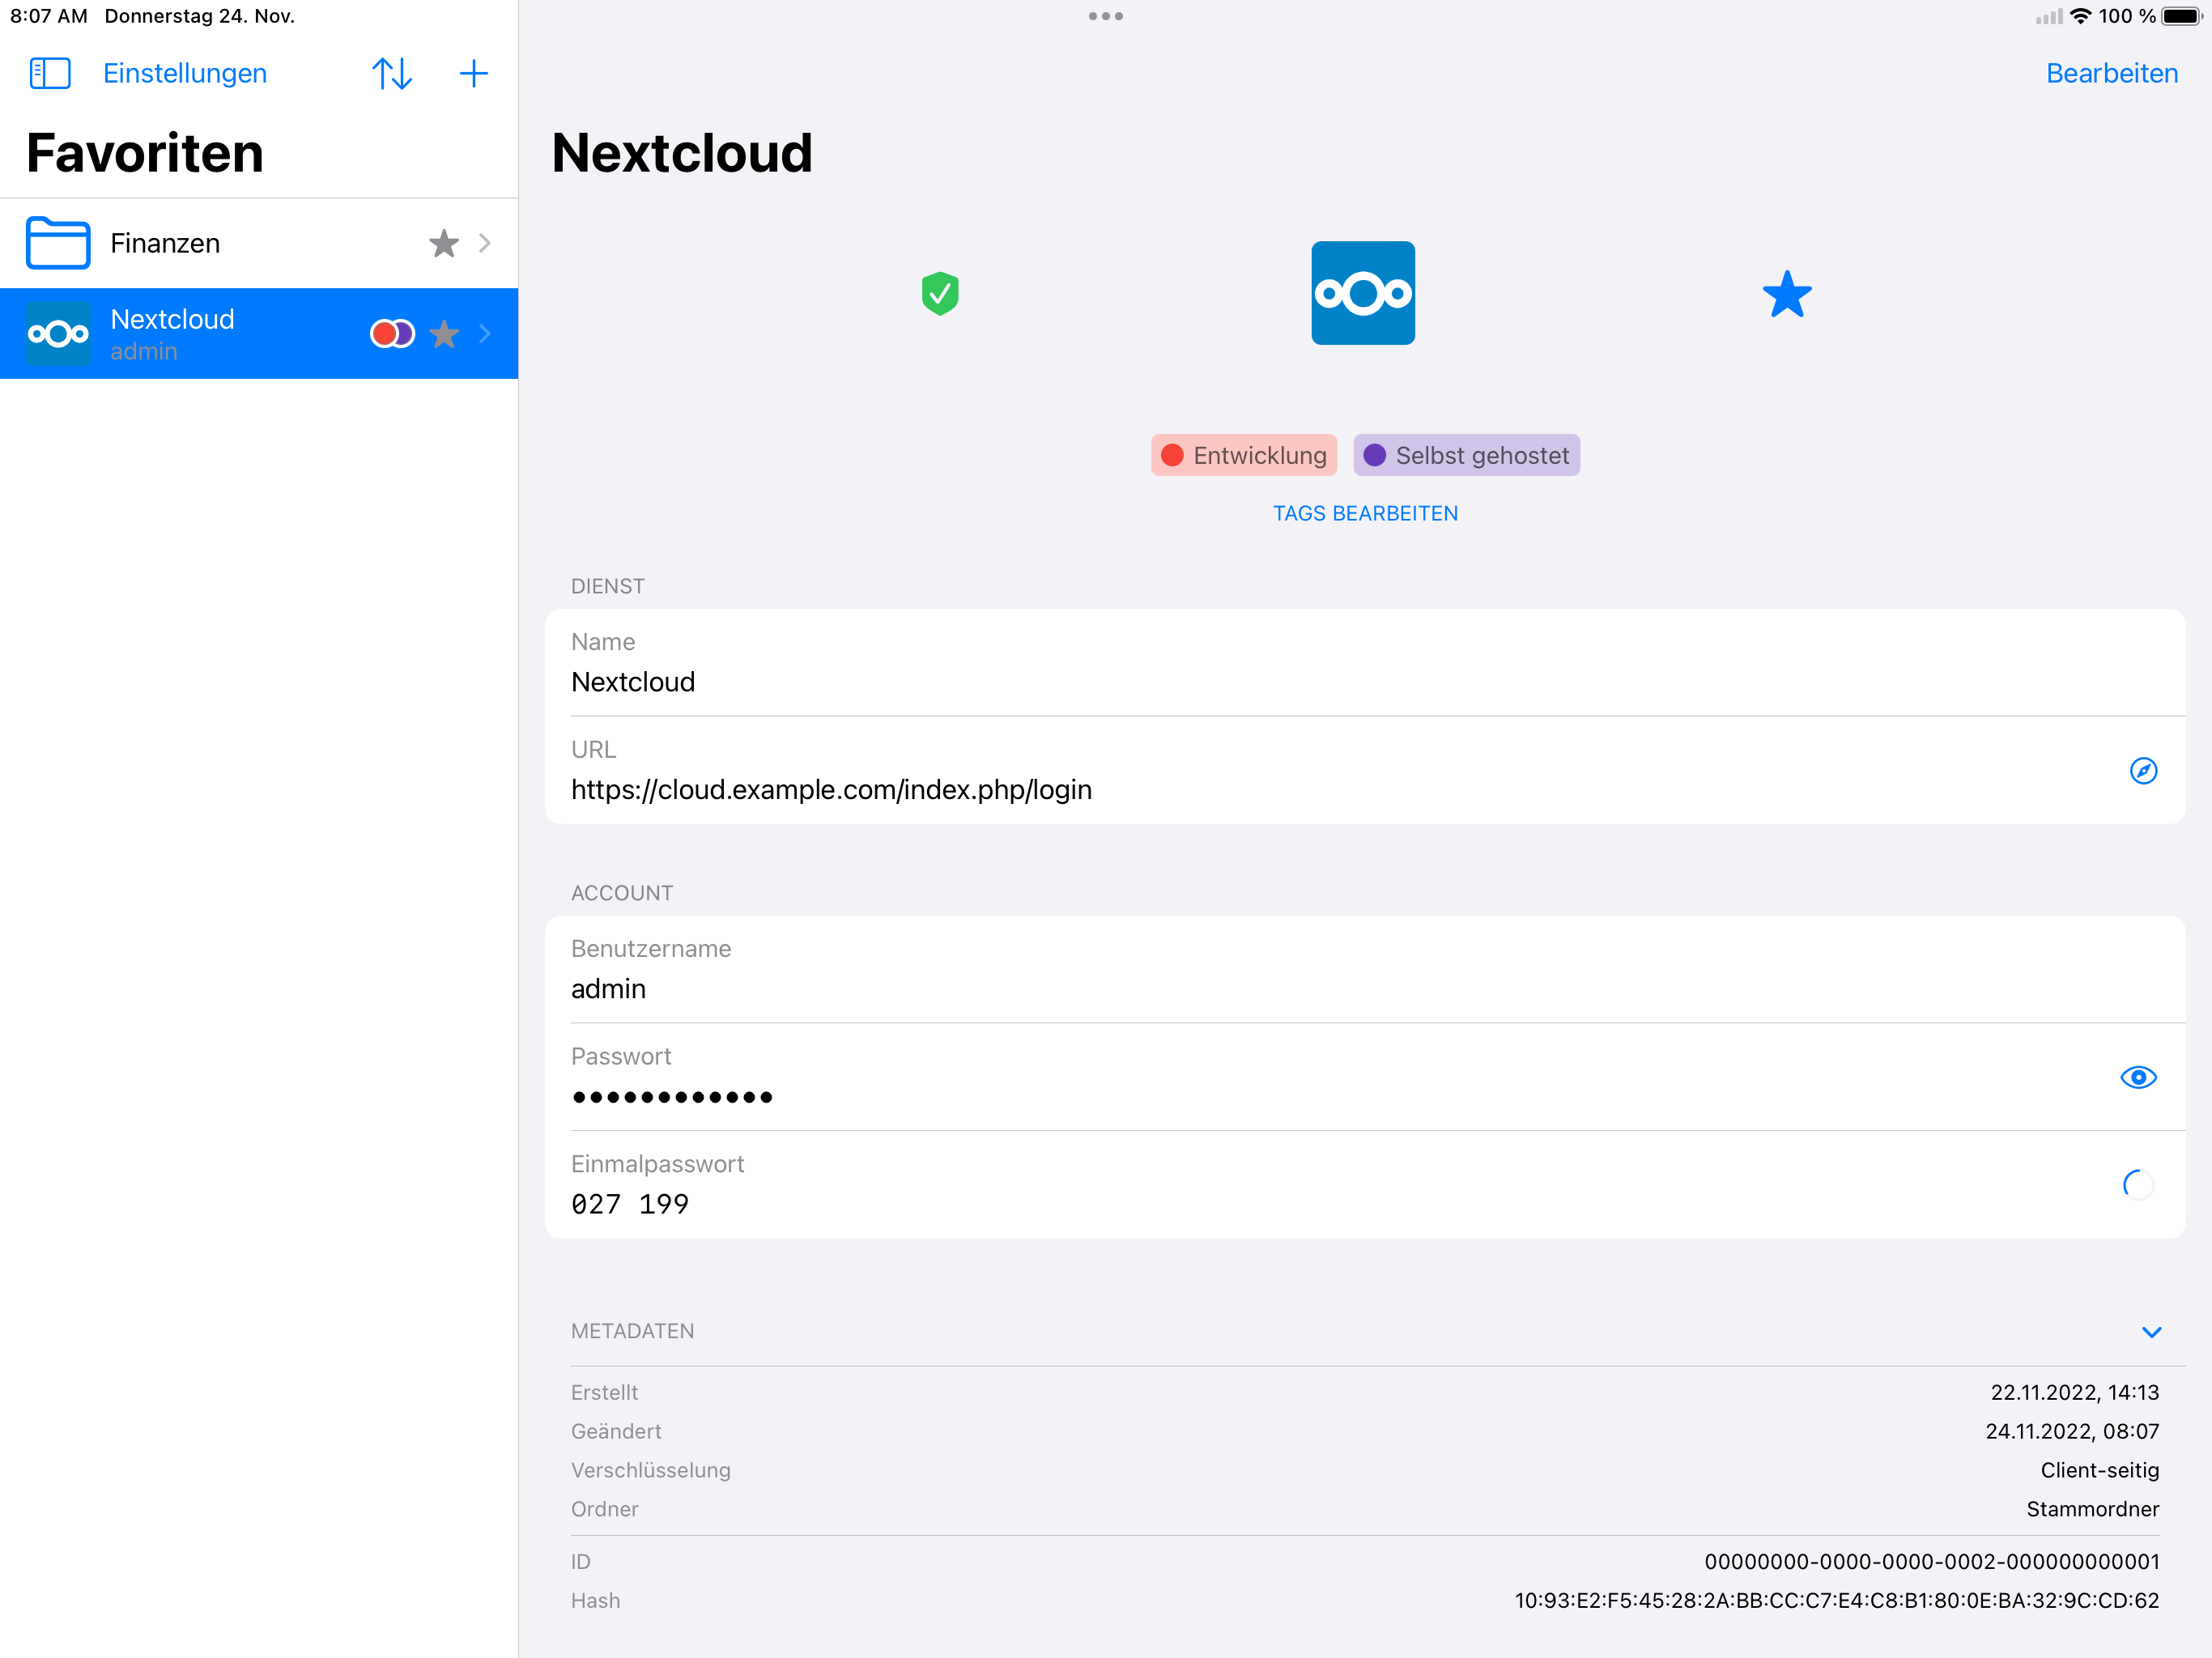 8:07 AM Donnerstag 24. Nov.
100 %
Einstellungen
Bearbeiten
Favoriten
Finanzen
Nextcloud
admin
Nextcloud
Entwicklung
Selbst gehostet
TAGS BEARBEITEN
DIENST
Name
Nextcloud
URL
https://cloud.example.com/index.php/login
ACCOUNT
Benutzername
admin
Passwort
••••••••••••
Einmalpasswort
027 199
METADATEN
Erstellt 22.11.2022, 14:13
Geändert 24.11.2022, 08:07
Verschlüsselung Client-seitig
Ordner Stammordner
ID 00000000-0000-0000-0002-000000000001
Hash 10:93:E2:F5:45:28:2A:BB:CC:C7:E4:C8:B1:80:0E:BA:32:9C:CD:62